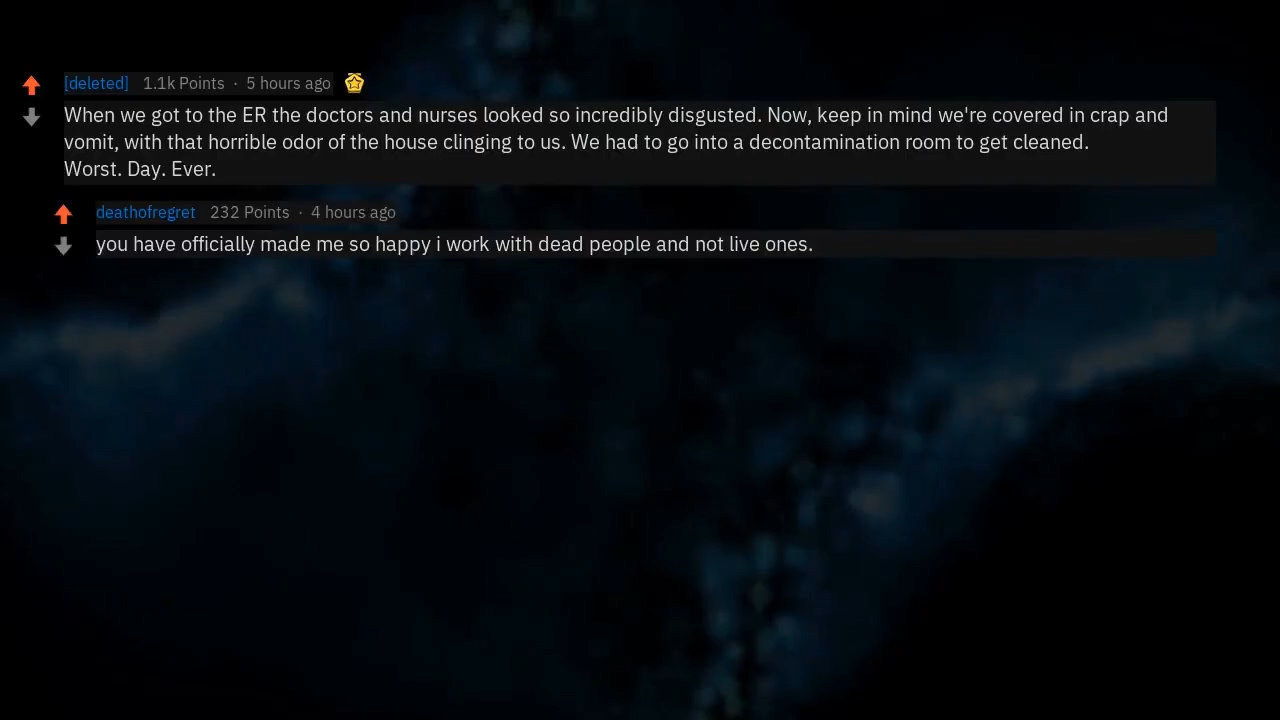 [deleted] 1.1k Points · 5 hours ago
When we got to the ER the doctors and nurses looked so incredibly disgusted. Now, keep in mind we're covered in crap and
vomit, with that horrible odor of the house clinging to us. We had to go into a decontamination room to get cleaned.
Worst. Day. Ever.
deathofregret 232 Points · 4 hours ago
you have officially made me so happy i work with dead people and not live ones.